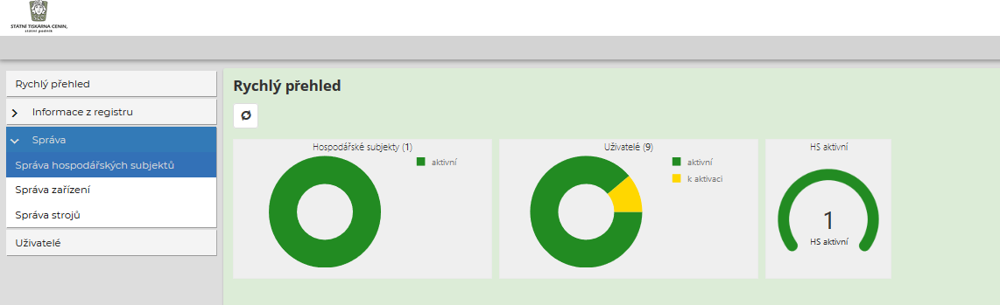 STÁTNÍ TISKÁRNA CENIN,
státní podnik
Rychlý přehled
Informace z registru
Správa
Správa hospodářských subjektů
Správa zařízení
Správa strojů
Uživatelé
Rychlý přehled
Hospodářské subjekty (1)
aktivní
Uživatelé (9)
aktivní
k aktivaci
HS aktivní
1
HS aktivní